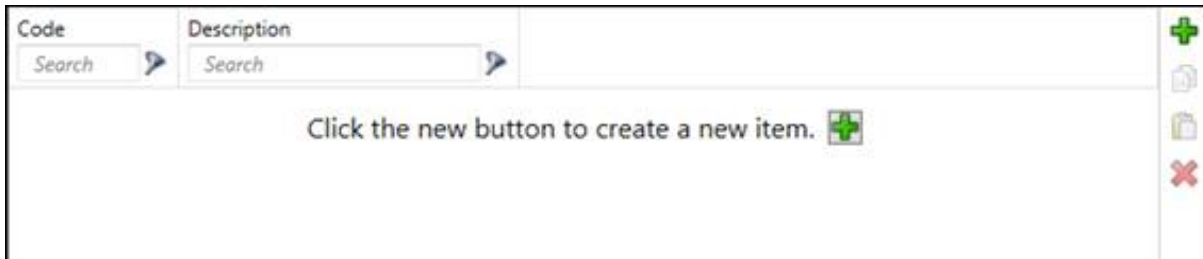 Code Description
Search Search
Click the new button to create a new item.